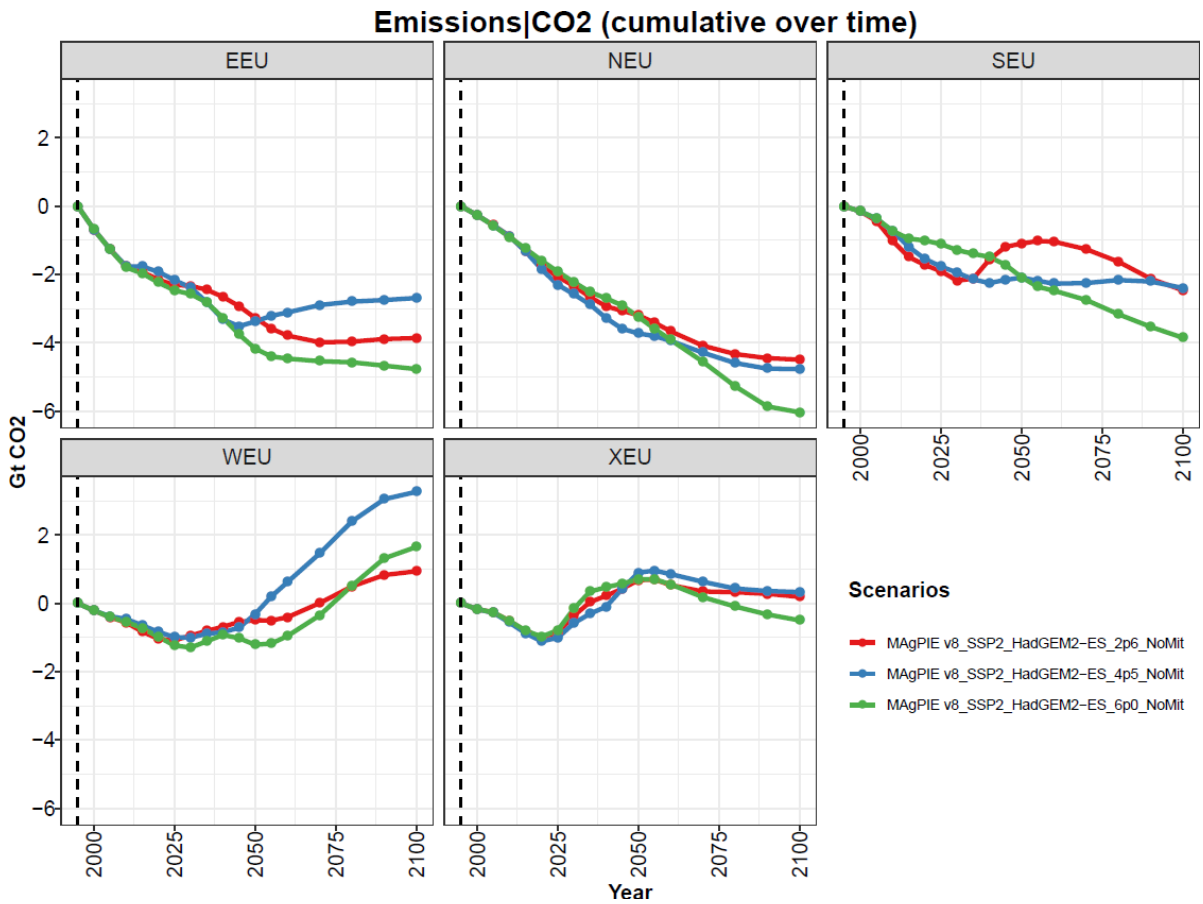 Emissions|CO2 (cumulative over time)
EEU
NEU
SEU
2
0
−2
−4
−6
2000
2025
2050
2075
2100
Gt CO2
WEU
XEU
2
0
−2
−4
−6
2000
2025
2050
2075
2100
2000
2025
2050
2075
2100
Year
Scenarios
MAgPIE v8_SSP2_HadGEM2−ES_2p6_NoMit
MAgPIE v8_SSP2_HadGEM2−ES_4p5_NoMit
MAgPIE v8_SSP2_HadGEM2−ES_6p0_NoMit